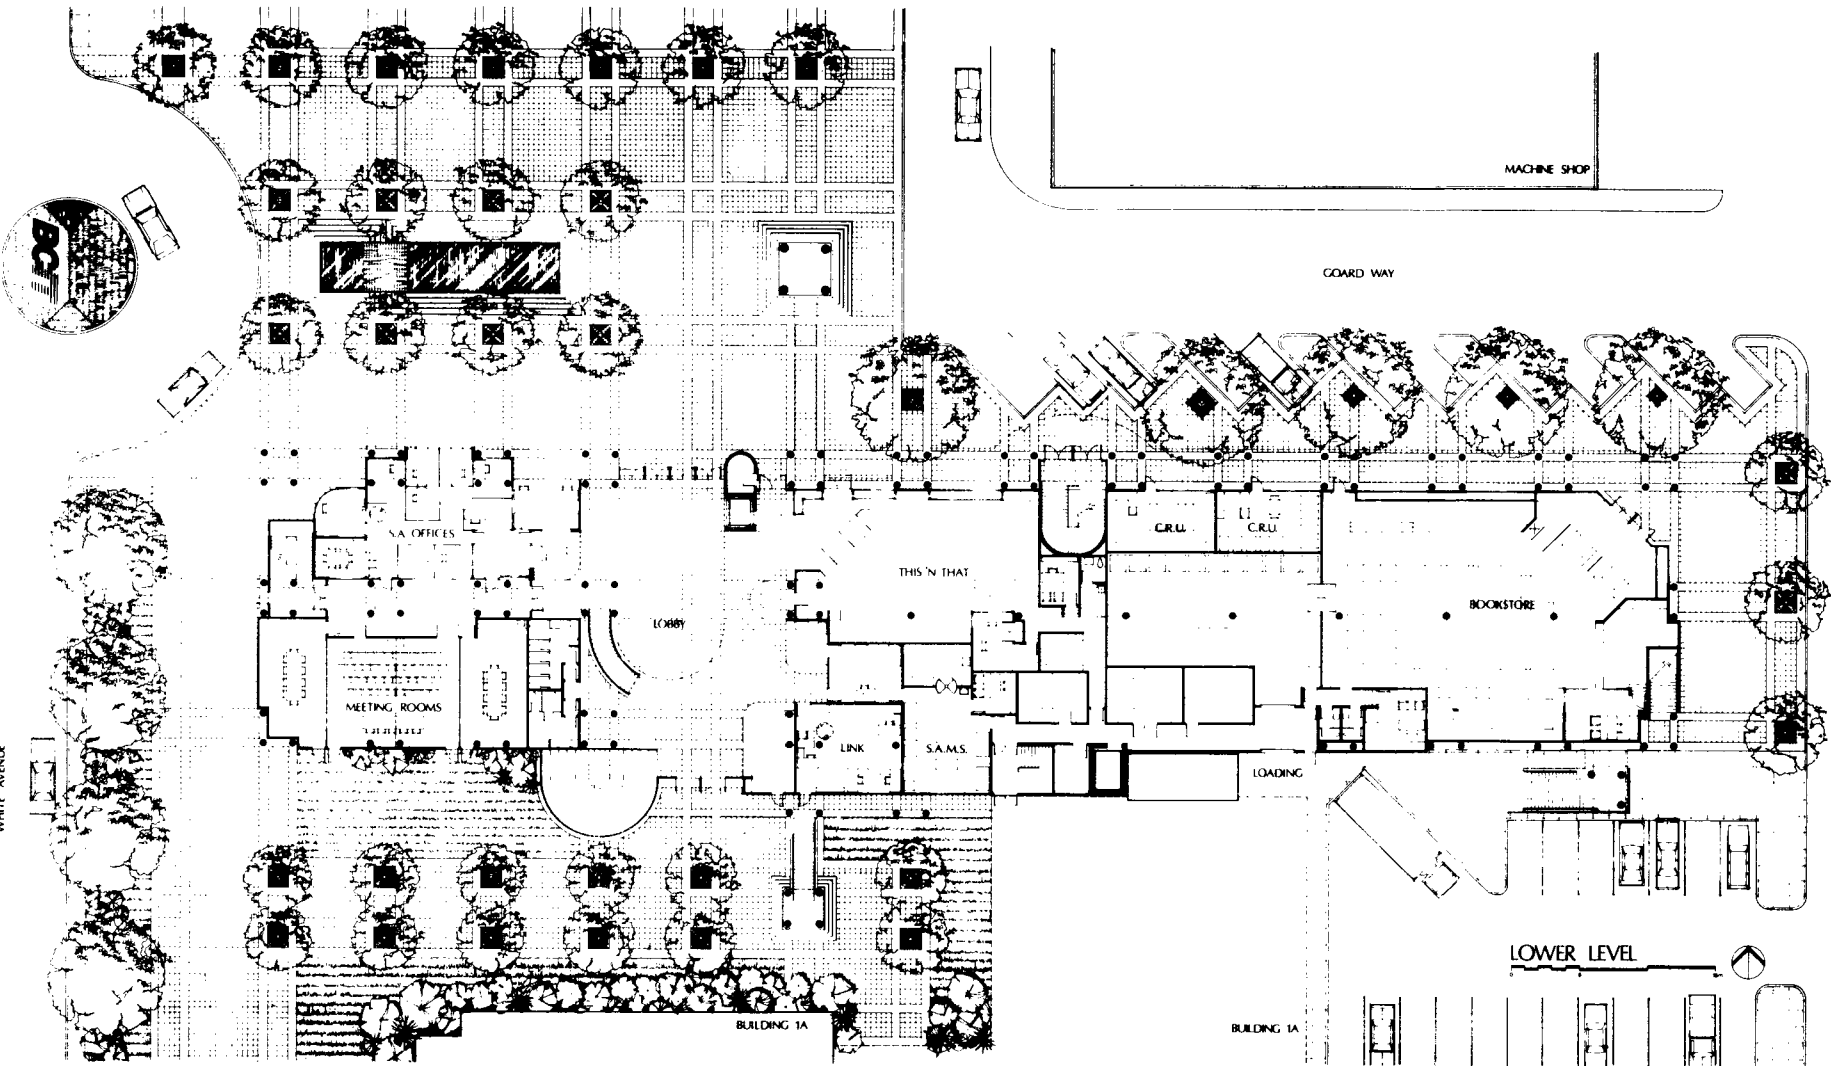 MACHINE SHOP
BC
GOARD WAY
S.A. OFFICES
C.R.U.
C.R.U.
THIS 'N THAT
BOOKSTORE
LOBBY
MEETING ROOMS
LINK
S.A.M.S.
LOADING
WHITE AVENUE
LOWER LEVEL
BUILDING 1A
BUILDING 1A